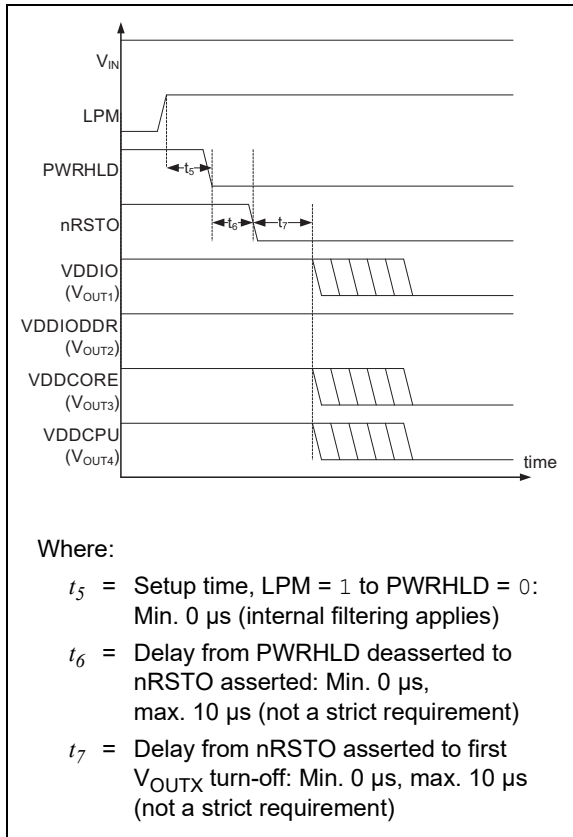 V_IN
LPM
PWRHLD
t5
nRSTO
t6
t7
VDDIO
(V_OUT1)
VDDIODDR
(V_OUT2)
VDDCORE
(V_OUT3)
VDDCPU
(V_OUT4)
time
Where:
t5 = Setup time, LPM = 1 to PWRHLD = 0:
Min. 0 µs (internal filtering applies)
t6 = Delay from PWRHLD deasserted to
nRSTO asserted: Min. 0 µs,
max. 10 µs (not a strict requirement)
t7 = Delay from nRSTO asserted to first
V_OUTX turn-off: Min. 0 µs, max. 10 µs
(not a strict requirement)